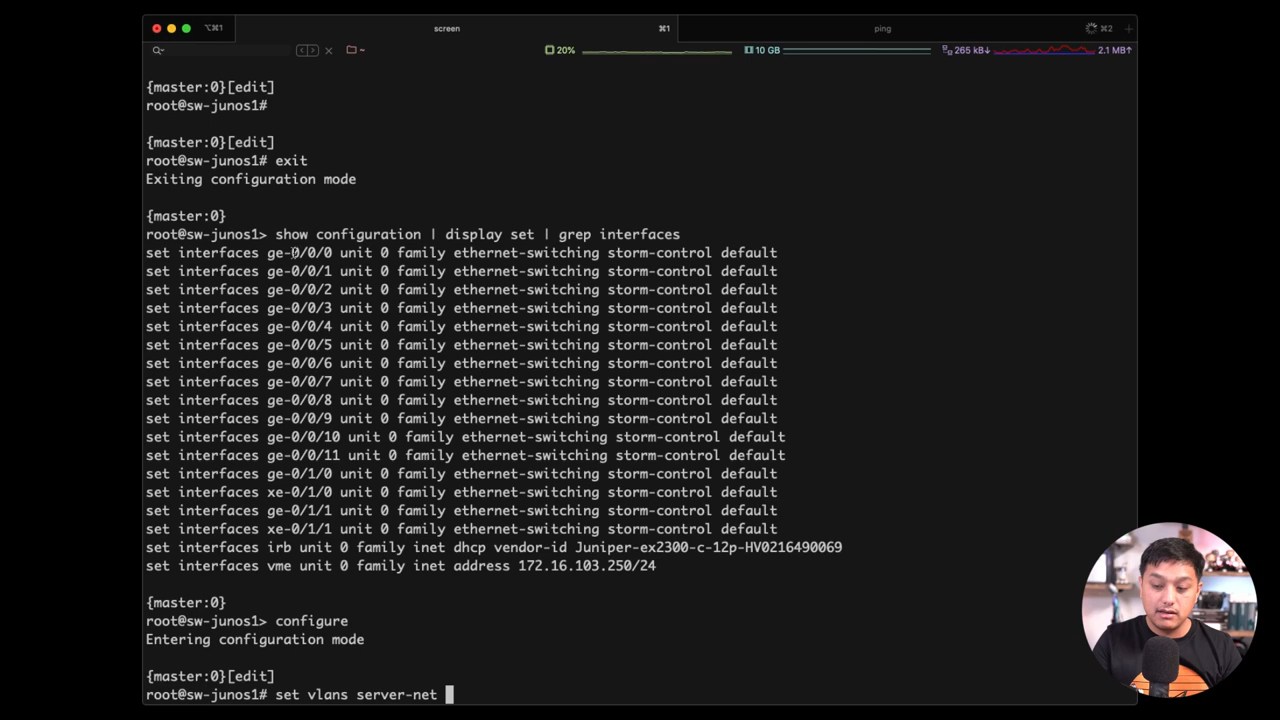 ⌥⌘1 screen ⌘1 ping ⌘2 +
~ 20% 10 GB 265 kB↓ 2.1 MB↑
{master:0}[edit]
root@sw-junos1#
{master:0}[edit]
root@sw-junos1# exit
Exiting configuration mode
{master:0}
root@sw-junos1> show configuration | display set | grep interfaces
set interfaces ge-0/0/0 unit 0 family ethernet-switching storm-control default
set interfaces ge-0/0/1 unit 0 family ethernet-switching storm-control default
set interfaces ge-0/0/2 unit 0 family ethernet-switching storm-control default
set interfaces ge-0/0/3 unit 0 family ethernet-switching storm-control default
set interfaces ge-0/0/4 unit 0 family ethernet-switching storm-control default
set interfaces ge-0/0/5 unit 0 family ethernet-switching storm-control default
set interfaces ge-0/0/6 unit 0 family ethernet-switching storm-control default
set interfaces ge-0/0/7 unit 0 family ethernet-switching storm-control default
set interfaces ge-0/0/8 unit 0 family ethernet-switching storm-control default
set interfaces ge-0/0/9 unit 0 family ethernet-switching storm-control default
set interfaces ge-0/0/10 unit 0 family ethernet-switching storm-control default
set interfaces ge-0/0/11 unit 0 family ethernet-switching storm-control default
set interfaces ge-0/1/0 unit 0 family ethernet-switching storm-control default
set interfaces xe-0/1/0 unit 0 family ethernet-switching storm-control default
set interfaces ge-0/1/1 unit 0 family ethernet-switching storm-control default
set interfaces xe-0/1/1 unit 0 family ethernet-switching storm-control default
set interfaces irb unit 0 family inet dhcp vendor-id Juniper-ex2300-c-12p-HV0216490069
set interfaces vme unit 0 family inet address 172.16.103.250/24
{master:0}
root@sw-junos1> configure
Entering configuration mode
{master:0}[edit]
root@sw-junos1# set vlans server-net